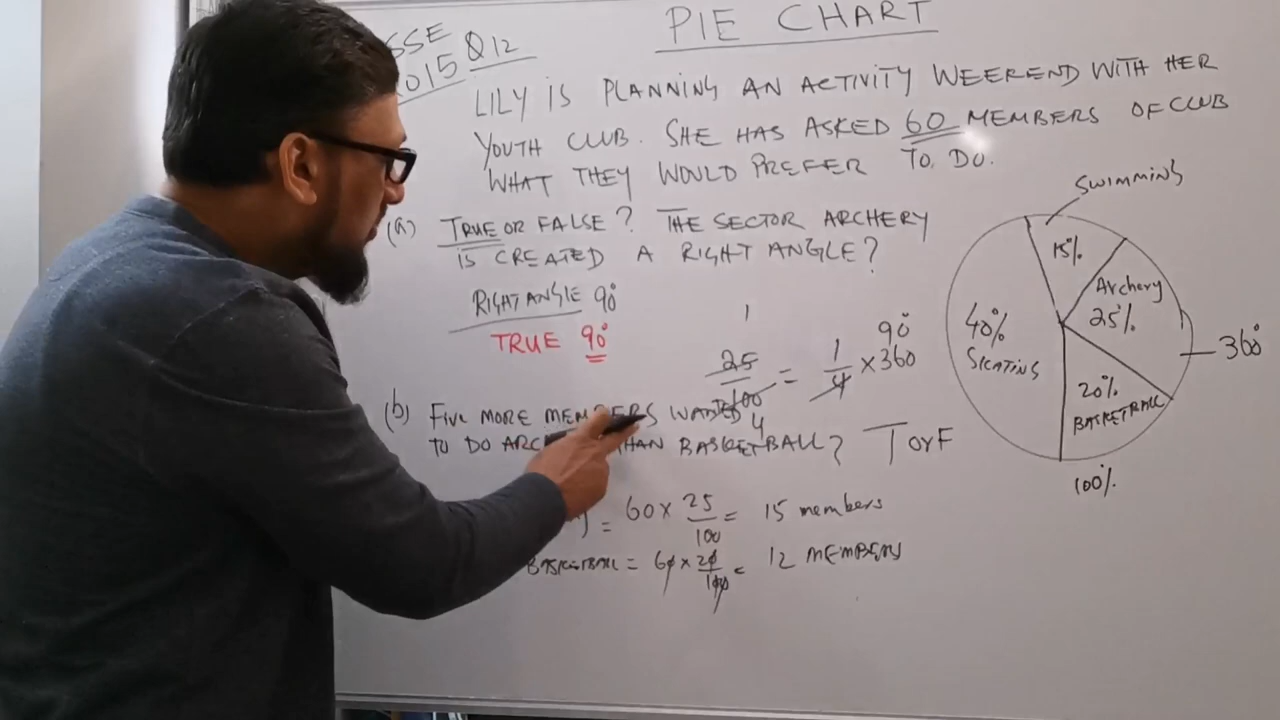 PIE CHART
SSE
2015 Q12
LILY IS PLANNING AN ACTIVITY WEEKEND WITH HER
YOUTH CLUB. SHE HAS ASKED 60 MEMBERS OF CLUB
WHAT THEY WOULD PREFER TO DO.
(a) TRUE OR FALSE? THE SECTOR ARCHERY
IS CREATED A RIGHT ANGLE?
RIGHT ANGLE 90°
TRUE 90°
1
25/100 = 1/4 × 360
4
90°
(b) FIVE MORE MEMBERS WANTED
TO DO THAN BASKETBALL? T or F
= 60 × 25/100 = 15 members
BASKETBALL = 60 × 20/100 = 12 MEMBERS
SWIMMING
15%
Archery
25%
40%
SKATING
20%
BASKETBALL
360°
100%